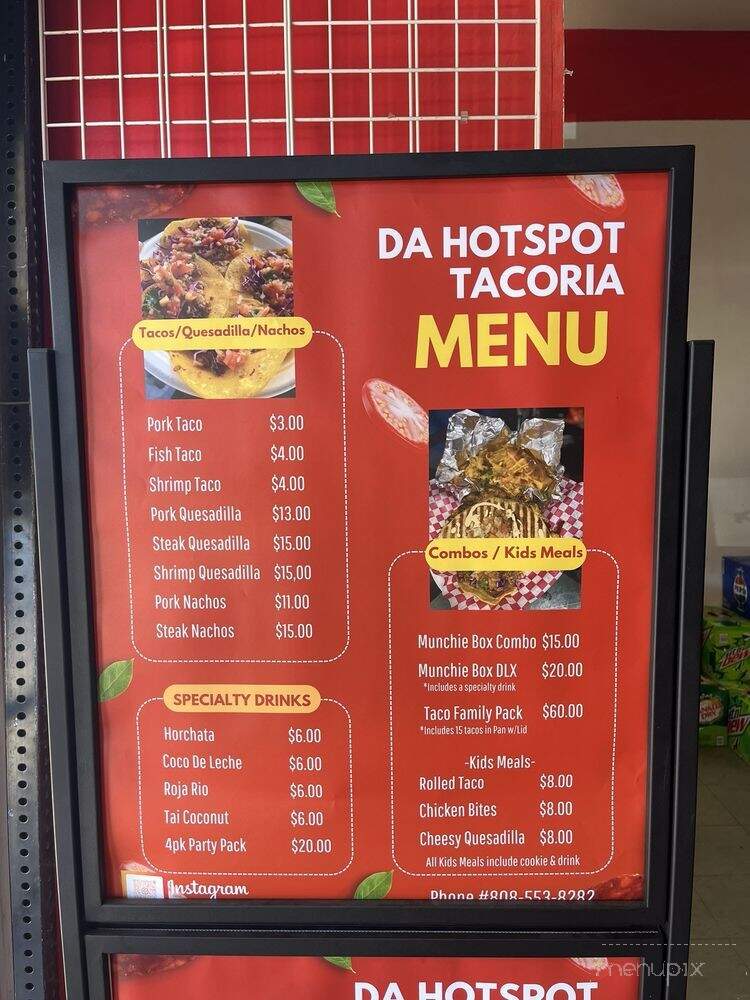 DA HOTSPOT
TACORIA
MENU
Tacos/Quesadilla/Nachos
Pork Taco $3.00
Fish Taco $4.00
Shrimp Taco $4.00
Pork Quesadilla $13.00
Steak Quesadilla $15.00
Shrimp Quesadilla $15,00
Pork Nachos $11.00
Steak Nachos $15.00
SPECIALTY DRINKS
Horchata $6.00
Coco De Leche $6.00
Roja Rio $6.00
Tai Coconut $6.00
4pk Party Pack $20.00
Instagram
Combos / Kids Meals
Munchie Box Combo $15.00
Munchie Box DLX $20.00
*Includes a specialty drink
Taco Family Pack $60.00
*Includes 15 tacos in Pan w/Lid
-Kids Meals-
Rolled Taco $8.00
Chicken Bites $8.00
Cheesy Quesadilla $8.00
All Kids Meals include cookie & drink
Phone #808-553-8282
DA HOTSPOT
menupix